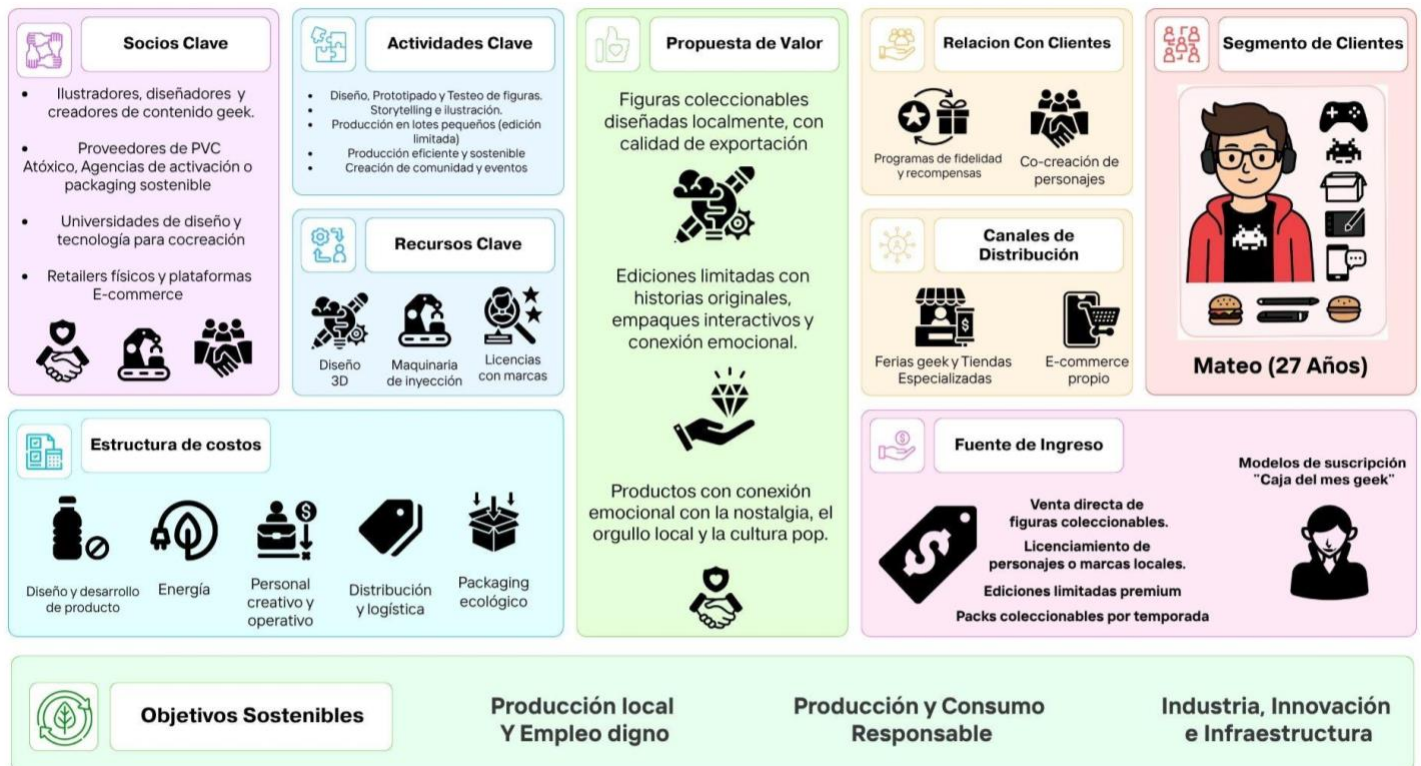 Socios Clave
• Ilustradores, diseñadores y
creadores de contenido geek.
• Proveedores de PVC
Atóxico, Agencias de activación o
packaging sostenible
• Universidades de diseño y
tecnología para cocreación
• Retailers físicos y plataformas
E-commerce
Actividades Clave
• Diseño, Prototipado y Testeo de figuras.
• Storytelling e ilustración.
• Producción en lotes pequeños (edición
limitada)
• Producción eficiente y sostenible
• Creación de comunidad y eventos
Recursos Clave
Diseño
3D
Maquinaria
de inyección
Licencias
con marcas
Propuesta de Valor
Figuras coleccionables
diseñadas localmente, con
calidad de exportación
Ediciones limitadas con
historias originales,
empaques interactivos y
conexión emocional.
Productos con conexión
emocional con la nostalgia, el
orgullo local y la cultura pop.
Relacion Con Clientes
Programas de fidelidad
y recompensas
Co-creación de
personajes
Canales de
Distribución
Ferias geek y Tiendas
Especializadas
E-commerce
propio
Segmento de Clientes
Mateo (27 Años)
Estructura de costos
Diseño y desarrollo
de producto
Energía
Personal
creativo y
operativo
Distribución
y logística
Packaging
ecológico
Fuente de Ingreso
Venta directa de
figuras coleccionables.
Licenciamiento de
personajes o marcas locales.
Ediciones limitadas premium
Packs coleccionables por temporada
Modelos de suscripción
"Caja del mes geek"
Objetivos Sostenibles
Producción local
Y Empleo digno
Producción y Consumo
Responsable
Industria, Innovación
e Infraestructura